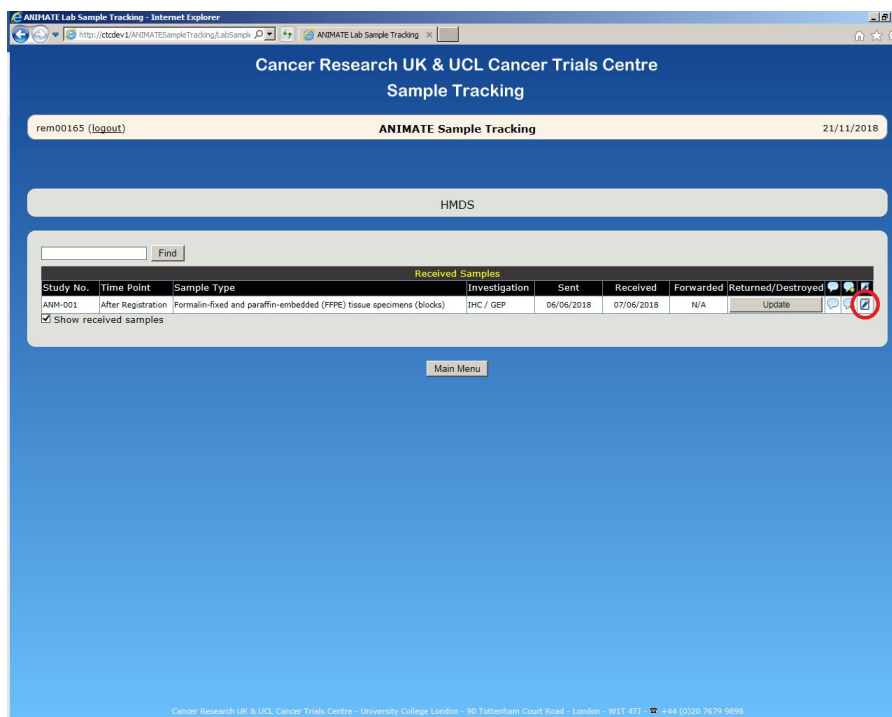 ANIMATE Lab Sample Tracking - Internet Explorer
http://ctcdev1/ANIMATESampleTracking/LabSample ANIMATE Lab Sample Tracking
Cancer Research UK & UCL Cancer Trials Centre
Sample Tracking
rem00165 (logout) ANIMATE Sample Tracking 21/11/2018
HMDS
Find
Received Samples
Study No. Time Point Sample Type Investigation Sent Received Forwarded Returned/Destroyed
ANM-001 After Registration Formalin-fixed and paraffin-embedded (FFPE) tissue specimens (blocks) IHC / GEP 06/06/2018 07/06/2018 N/A Update
Show received samples
Main Menu
Cancer Research UK & UCL Cancer Trials Centre - University College London - 90 Tottenham Court Road - London - W1T 4TJ - ☎ +44 (0)20 7679 9898